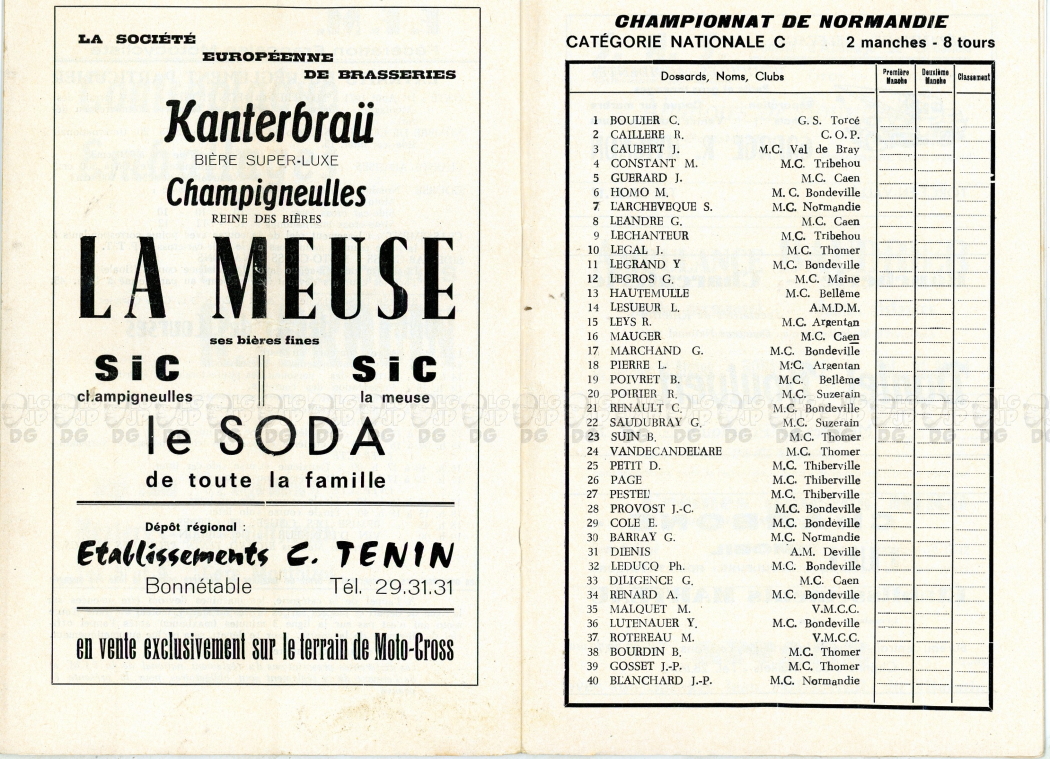 LA SOCIÉTÉ
EUROPÉENNE
DE BRASSERIES
Kanterbraü
BIÈRE SUPER-LUXE
Champigneulles
REINE DES BIÈRES
LA MEUSE
ses bières fines
SiC SiC
ch.ampigneulles la meuse
le SODA
de toute la famille
Dépôt régional :
Etablissements C. TENIN
Bonnétable Tél. 29.31.31
en vente exclusivement sur le terrain de Moto-Cross
CHAMPIONNAT DE NORMANDIE
CATÉGORIE NATIONALE C 2 manches - 8 tours
Dossards, Noms, Clubs Première Manche Deuxième Manche Classement
1 BOULIER C. G.S. Torcé
2 CAILLERE R. C.O.P.
3 CAUBERT J. M.C. Val de Bray
4 CONSTANT M. M.C. Tribehou
5 GUERARD J. M.C. Caen
6 HOMO M. M.C. Bondeville
7 L'ARCHEVEQUE S. M.C. Normandie
8 LEANDRE G. M.C. Caen
9 LECHANTEUR M.C. Tribehou
10 LEGAL J. M.C. Thomer
11 LEGRAND Y M.C. Bondeville
12 LEGROS G. M.C. Maine
13 HAUTEMULLE M.C. Bellême
14 LESUEUR L. A.M.D.M.
15 LEYS R. M.C. Argentan
16 MAUGER M.C. Caen
17 MARCHAND G. M.C. Bondeville
18 PIERRE L. M.C. Argentan
19 POIVRET B. M.C. Bellême
20 POIRIER R. M.C. Suzerain
21 RENAULT C. M.C. Bondeville
22 SAUDUBRAY G. M.C. Suzerain
23 SUIN B. M.C. Thomer
24 VANDECANDEL'ARE M.C. Thomer
25 PETIT D. M.C. Thiberville
26 PAGE M.C. Thiberville
27 PESTEL' M.C. Thiberville
28 PROVOST J.-C. M.C. Bondeville
29 COLE E. M.C. Bondeville
30 BARRAY G. M.C. Normandie
31 DIENIS A.M. Deville
32 LEDUCQ Ph. M.C. Bondeville
33 DILIGENCE G. M.C. Caen
34 RENARD A. M.C. Bondeville
35 MALQUET M. V.M.C.C.
36 LUTENAUER Y. M.C. Bondeville
37 ROTEREAU M. V.M.C.C.
38 BOURDIN B. M.C. Thomer
39 GOSSET J.-P. M.C. Thomer
40 BLANCHARD J.-P. M.C. Normandie